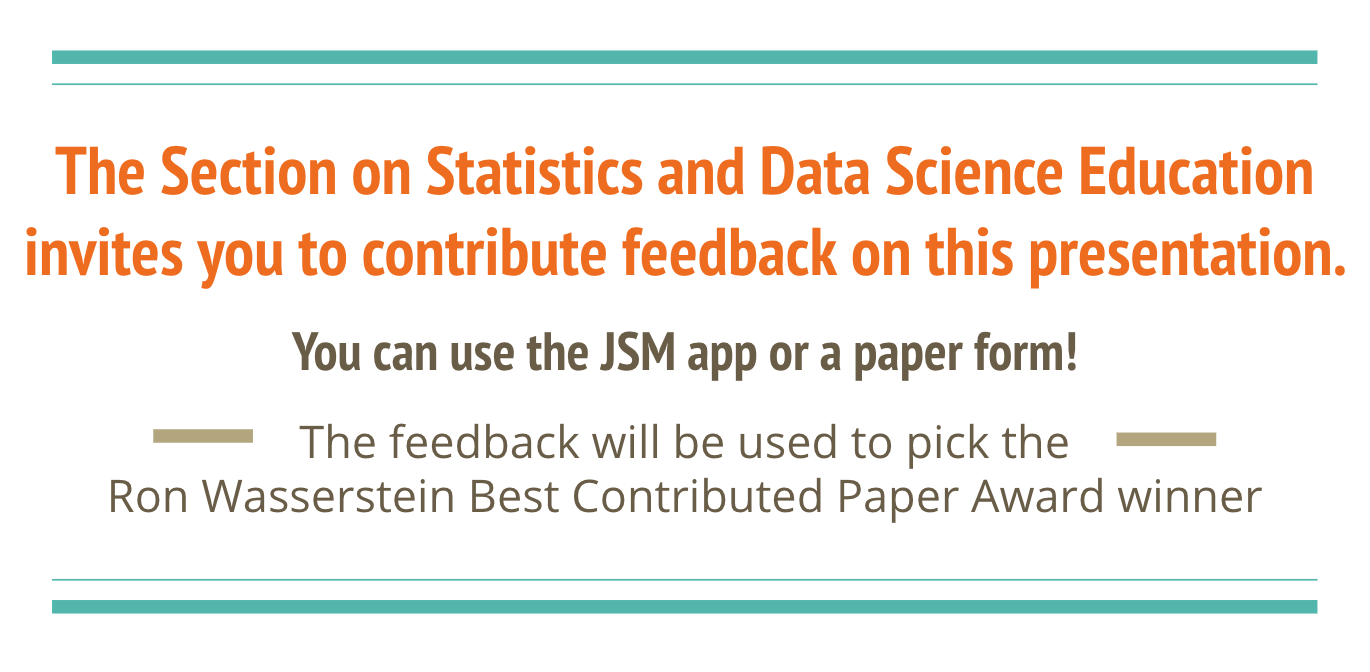 The Section on Statistics and Data Science Education
invites you to contribute feedback on this presentation.
You can use the JSM app or a paper form!
The feedback will be used to pick the
Ron Wasserstein Best Contributed Paper Award winner